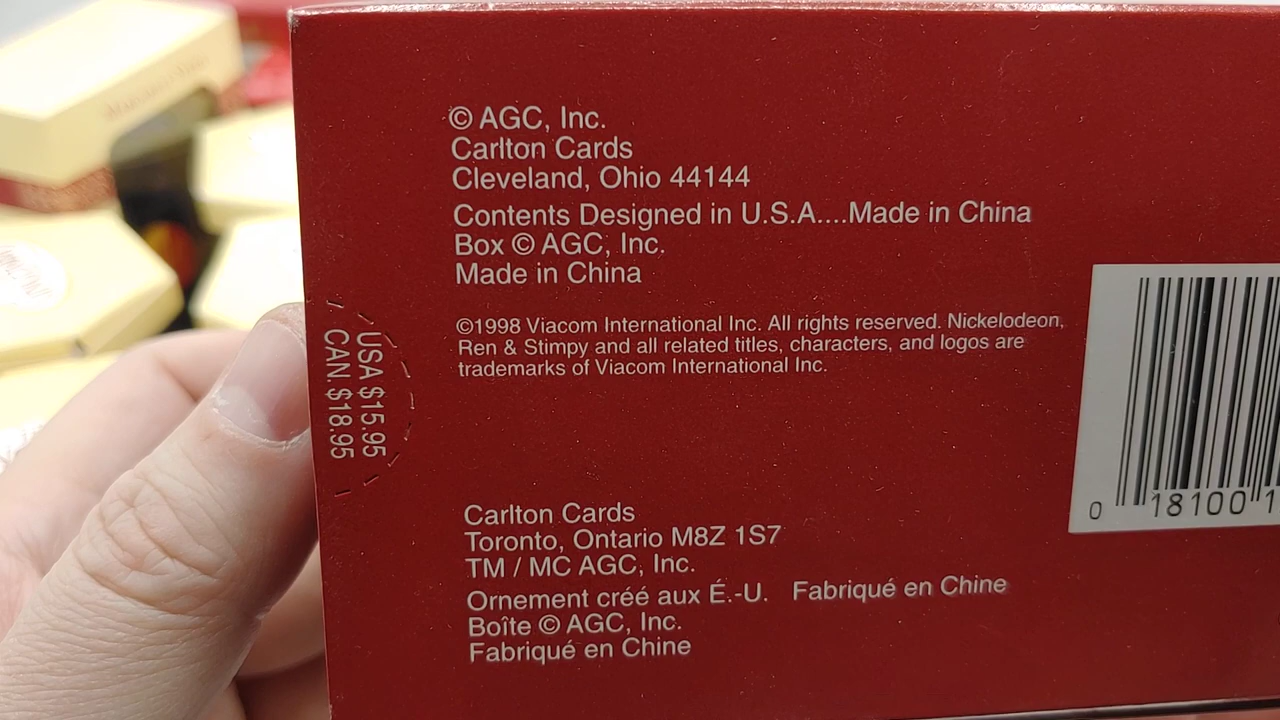 © AGC, Inc.
Carlton Cards
Cleveland, Ohio 44144
Contents Designed in U.S.A....Made in China
Box © AGC, Inc.
Made in China
©1998 Viacom International Inc. All rights reserved. Nickelodeon,
Ren & Stimpy and all related titles, characters, and logos are
trademarks of Viacom International Inc.
USA $15.95
CAN. $18.95
Carlton Cards
Toronto, Ontario M8Z 1S7
TM / MC AGC, Inc.
Ornement créé aux É.-U. Fabriqué en Chine
Boîte © AGC, Inc.
Fabriqué en Chine
0 18100 1